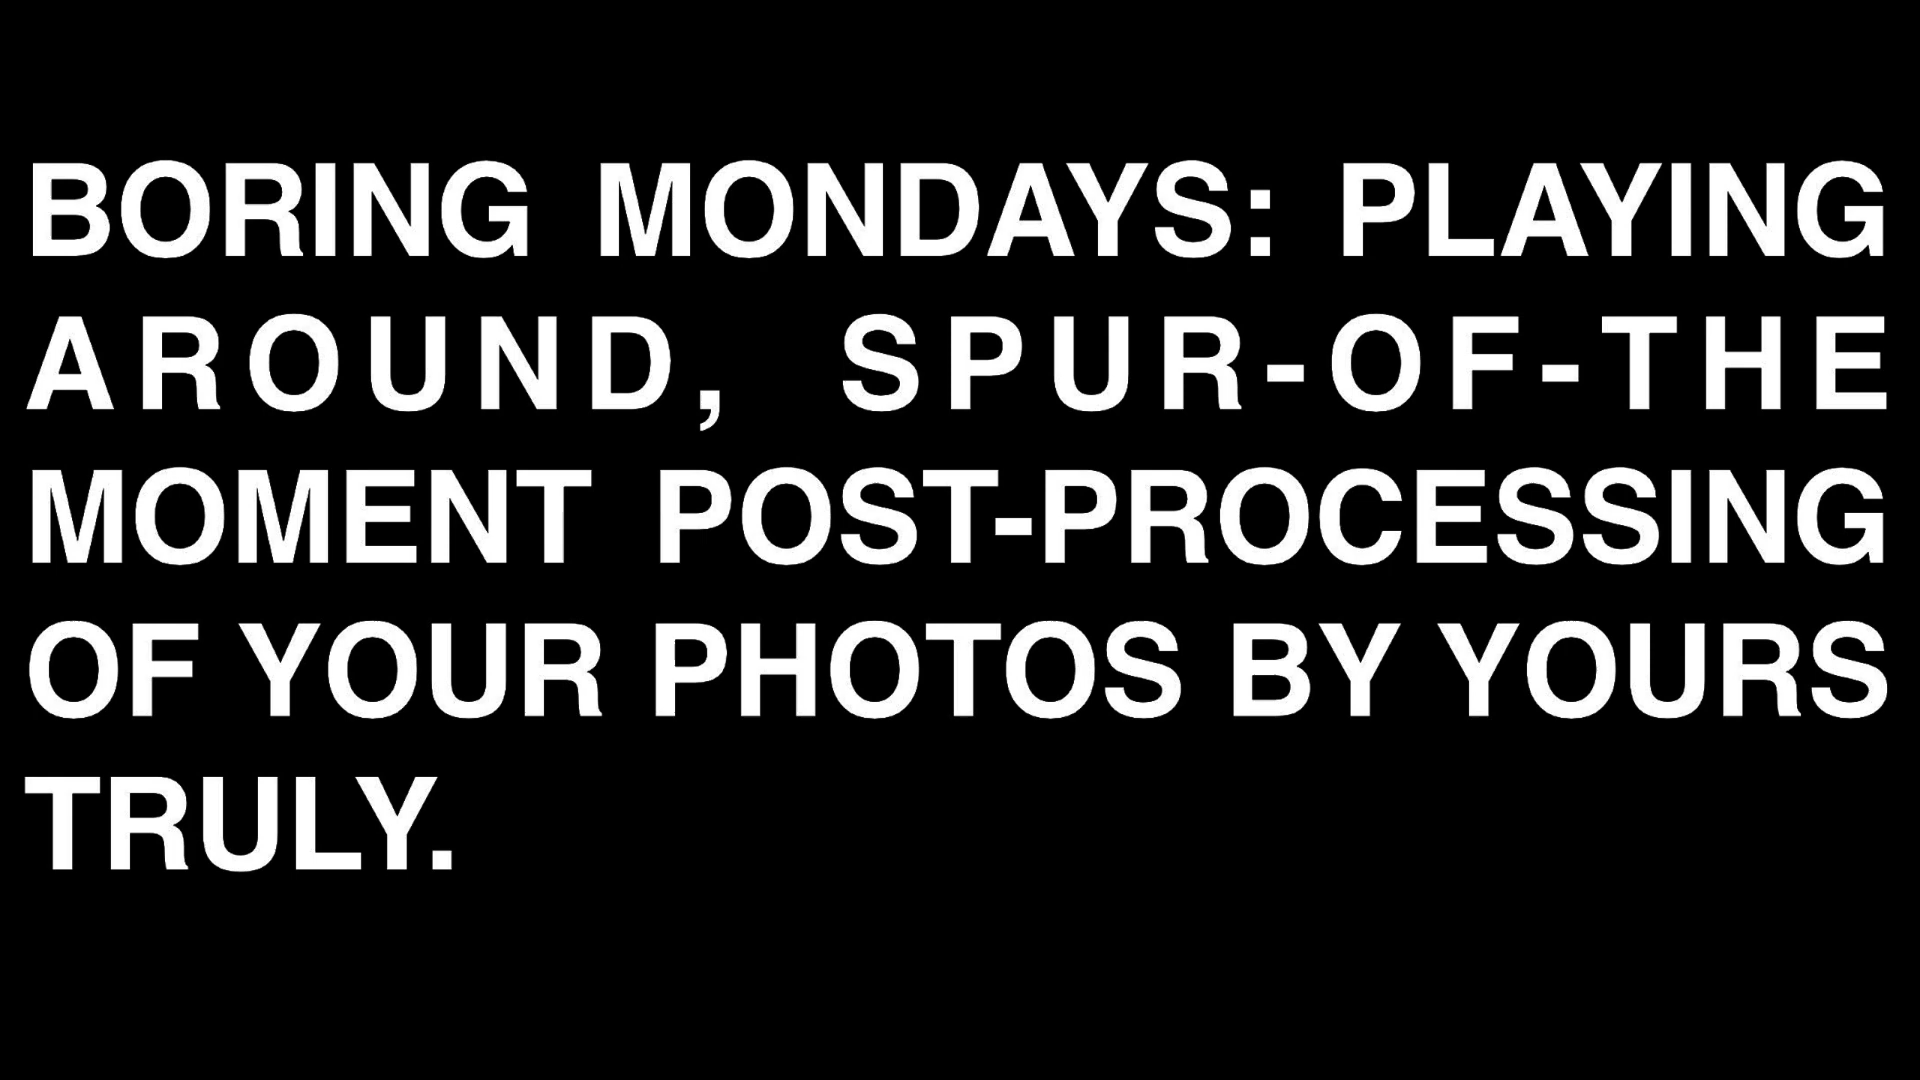 BORING MONDAYS: PLAYING
AROUND, SPUR-OF-THE
MOMENT POST-PROCESSING
OF YOUR PHOTOS BY YOURS
TRULY.